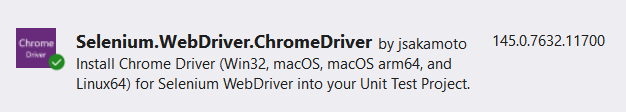 Chrome
Driver
Selenium.WebDriver.ChromeDriver by jsakamoto 145.0.7632.11700
Install Chrome Driver (Win32, macOS, macOS arm64, and
Linux64) for Selenium WebDriver into your Unit Test Project.